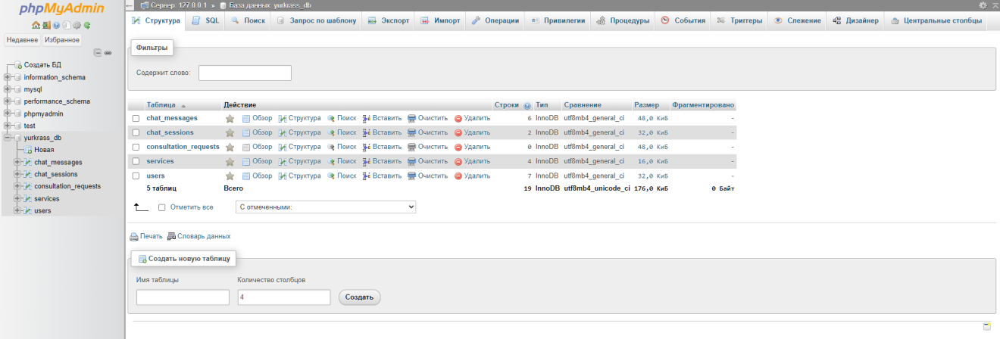 phpMyAdmin
Недавнее Избранное
Создать БД
information_schema
mysql
performance_schema
phpmyadmin
test
yurkrass_db
Новая
chat_messages
chat_sessions
consultation_requests
services
users
Сервер: 127.0.0.1 » База данных: yurkrass_db
Структура SQL Поиск Запрос по шаблону Экспорт Импорт Операции Привилегии Процедуры События Триггеры Слежение Дизайнер Центральные столбцы
Фильтры
Содержит слово:
Таблица Действие Строки Тип Сравнение Размер Фрагментировано
chat_messages Обзор Структура Поиск Вставить Очистить Удалить 6 InnoDB utf8mb4_general_ci 48,0 КиБ -
chat_sessions Обзор Структура Поиск Вставить Очистить Удалить 2 InnoDB utf8mb4_general_ci 32,0 КиБ -
consultation_requests Обзор Структура Поиск Вставить Очистить Удалить 0 InnoDB utf8mb4_general_ci 48,0 КиБ -
services Обзор Структура Поиск Вставить Очистить Удалить 4 InnoDB utf8mb4_general_ci 16,0 КиБ -
users Обзор Структура Поиск Вставить Очистить Удалить 7 InnoDB utf8mb4_general_ci 32,0 КиБ -
5 таблиц Всего 19 InnoDB utf8mb4_unicode_ci 176,0 КиБ 0 Байт
Отметить все С отмеченными:
Печать Словарь данных
Создать новую таблицу
Имя таблицы Количество столбцов
4 Создать